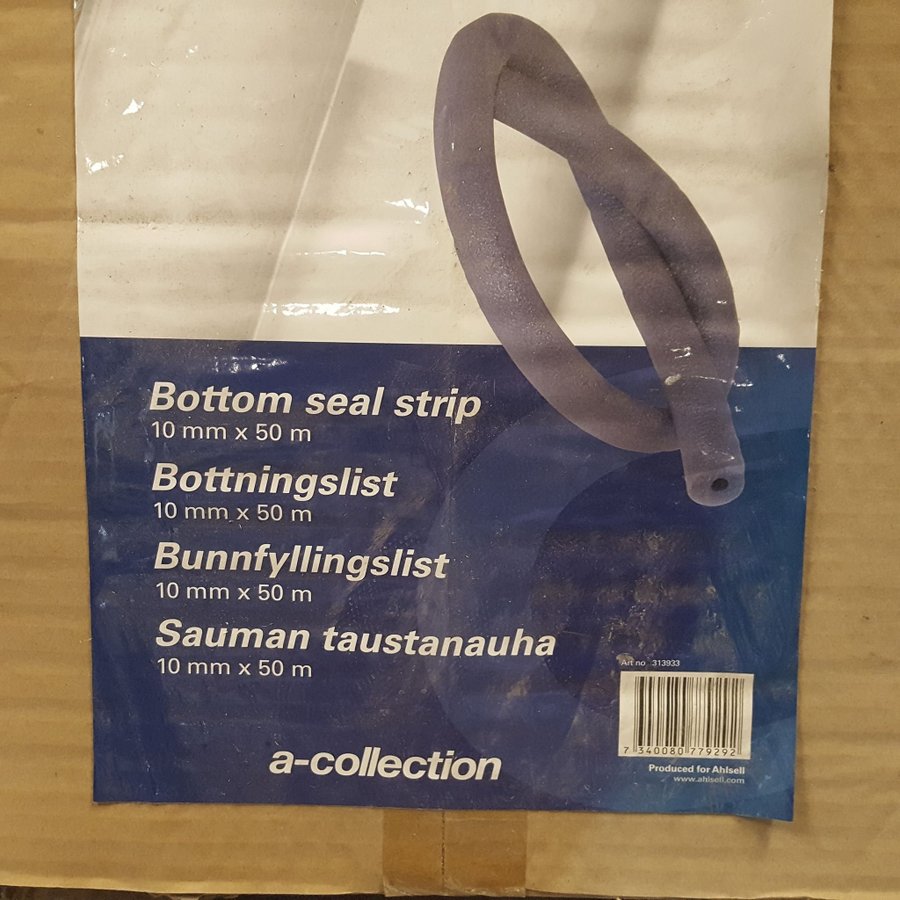 Bottom seal strip
10 mm x 50 m
Bottningslist
10 mm x 50 m
Bunnfyllingslist
10 mm x 50 m
Sauman taustanauha
10 mm x 50 m
Art no 313933
7 340080 779292
Produced for Ahlsell
www.ahlsell.com
a-collection